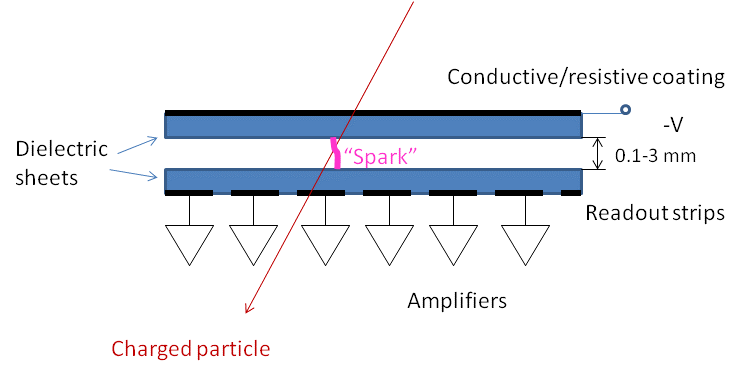 Conductive/resistive coating
-V
Dielectric
sheets
"Spark"
0.1-3 mm
Readout strips
Amplifiers
Charged particle